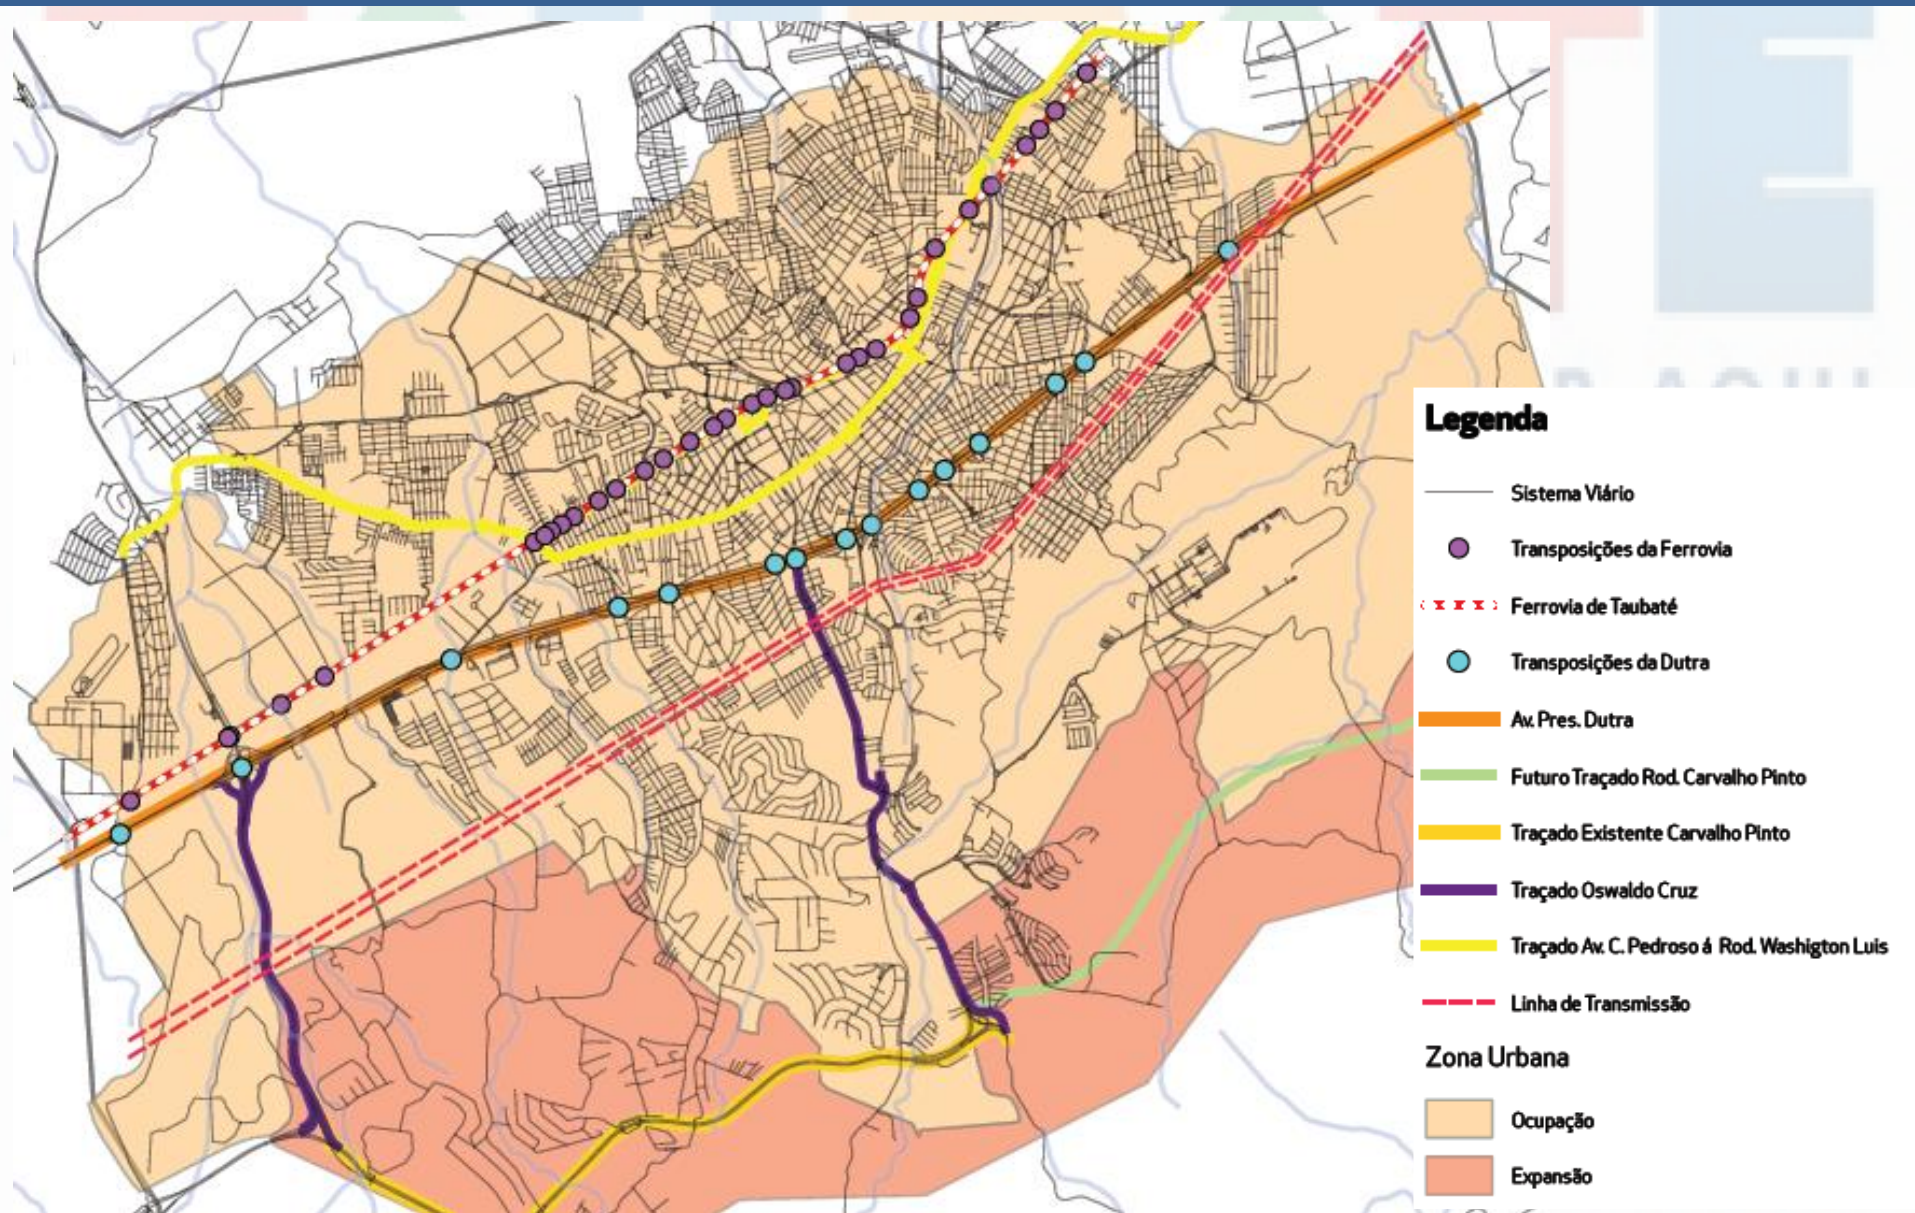 Legenda
Sistema Viário
Transposições da Ferrovia
Ferrovia de Taubaté
Transposições da Dutra
Av. Pres. Dutra
Futuro Traçado Rod. Carvalho Pinto
Traçado Existente Carvalho Pinto
Traçado Oswaldo Cruz
Traçado Av. C. Pedroso á Rod. Washigton Luis
Linha de Transmissão
Zona Urbana
Ocupação
Expansão